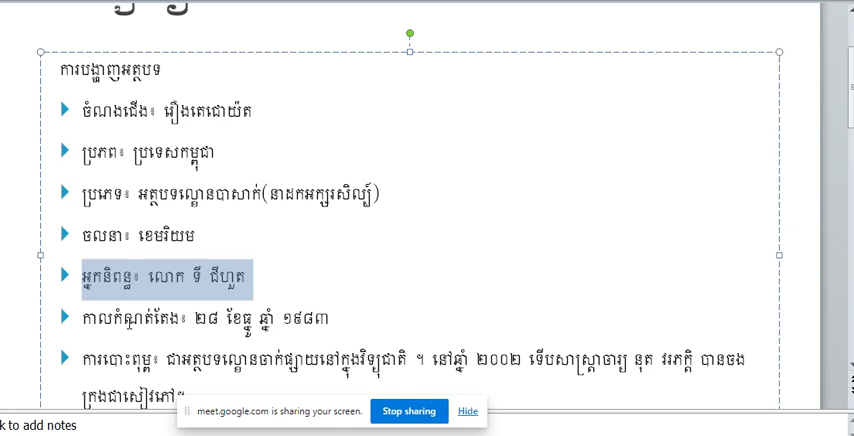 ការបង្ហាញអត្ថបទ
ចំណងជើង៖ រឿងតេជោយ៉ត
ប្រភព៖ ប្រទេសកម្ពុជា
ប្រភេទ៖ អត្ថបទល្ខោនបាសាក់(នាដកអក្សរសិល្ប៍)
ចលនា៖ ខេមរិយម
អ្នកនិពន្ធ៖ លោក ទី ជីហួត
កាលកំណត់តែង៖ ២៨ ខែធ្នូ ឆ្នាំ ១៩៨៣
ការបោះពុម្ព៖ ជាអត្ថបទល្ខោនចាក់ផ្សាយនៅក្នុងវិទ្យុជាតិ ។ នៅឆ្នាំ ២០០២ ទើបសាស្ត្រាចារ្យ នុត វរភក្តិ បានចង
ក្រងជាសៀវភៅ។
meet.google.com is sharing your screen. Stop sharing Hide
k to add notes